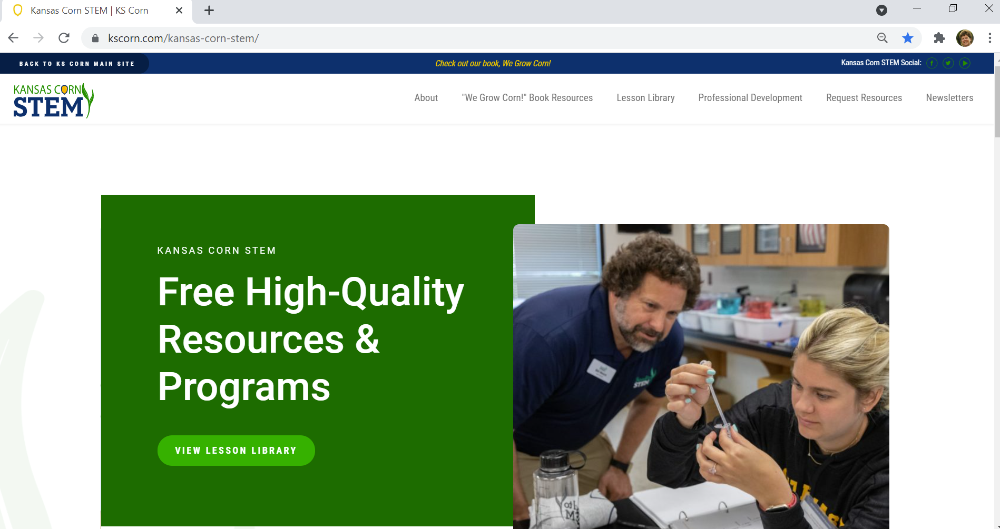 Kansas Corn STEM | KS Corn
kscorn.com/kansas-corn-stem/
BACK TO KS CORN MAIN SITE
Check out our book, We Grow Corn!
Kansas Corn STEM Social:
KANSAS CORN
STEM
About
"We Grow Corn!" Book Resources
Lesson Library
Professional Development
Request Resources
Newsletters
KANSAS CORN STEM
Free High-Quality
Resources &
Programs
VIEW LESSON LIBRARY
STEM